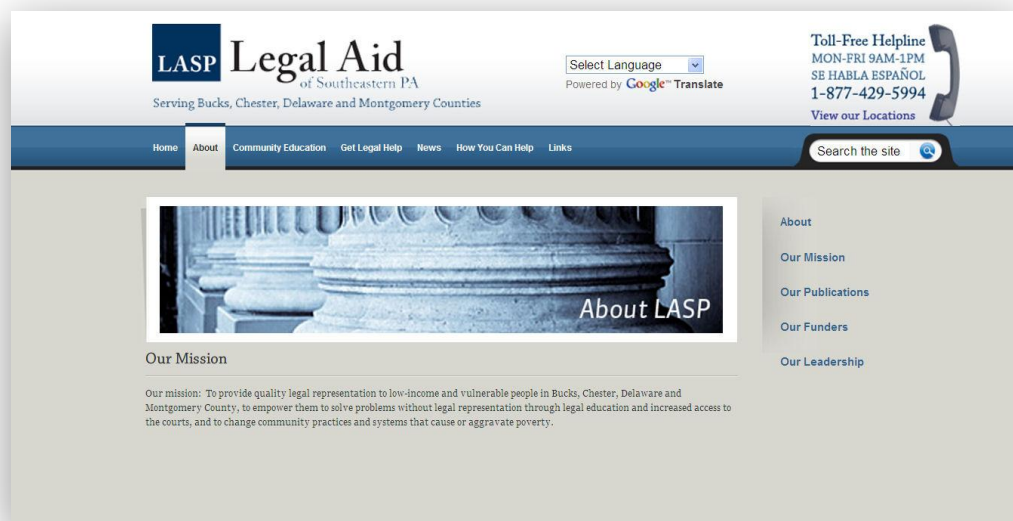 LASP Legal Aid
of Southeastern PA
Serving Bucks, Chester, Delaware and Montgomery Counties
Select Language
Powered by Google™ Translate
Toll-Free Helpline
MON-FRI 9AM-1PM
SE HABLA ESPAÑOL
1-877-429-5994
View our Locations
Home About Community Education Get Legal Help News How You Can Help Links
Search the site
About LASP
About
Our Mission
Our Publications
Our Funders
Our Leadership
Our Mission
Our mission: To provide quality legal representation to low-income and vulnerable people in Bucks, Chester, Delaware and
Montgomery County, to empower them to solve problems without legal representation through legal education and increased access to
the courts, and to change community practices and systems that cause or aggravate poverty.